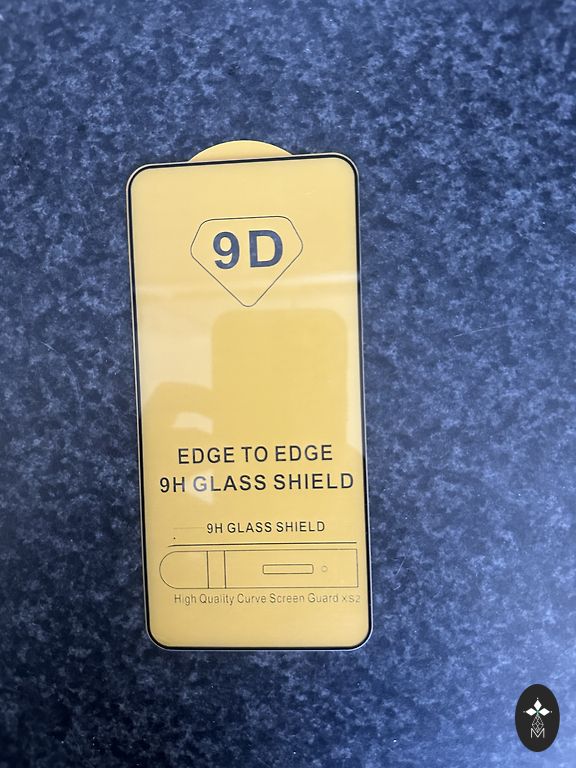 9D
EDGE TO EDGE
9H GLASS SHIELD
9H GLASS SHIELD
High Quality Curve Screen Guard XS2
M